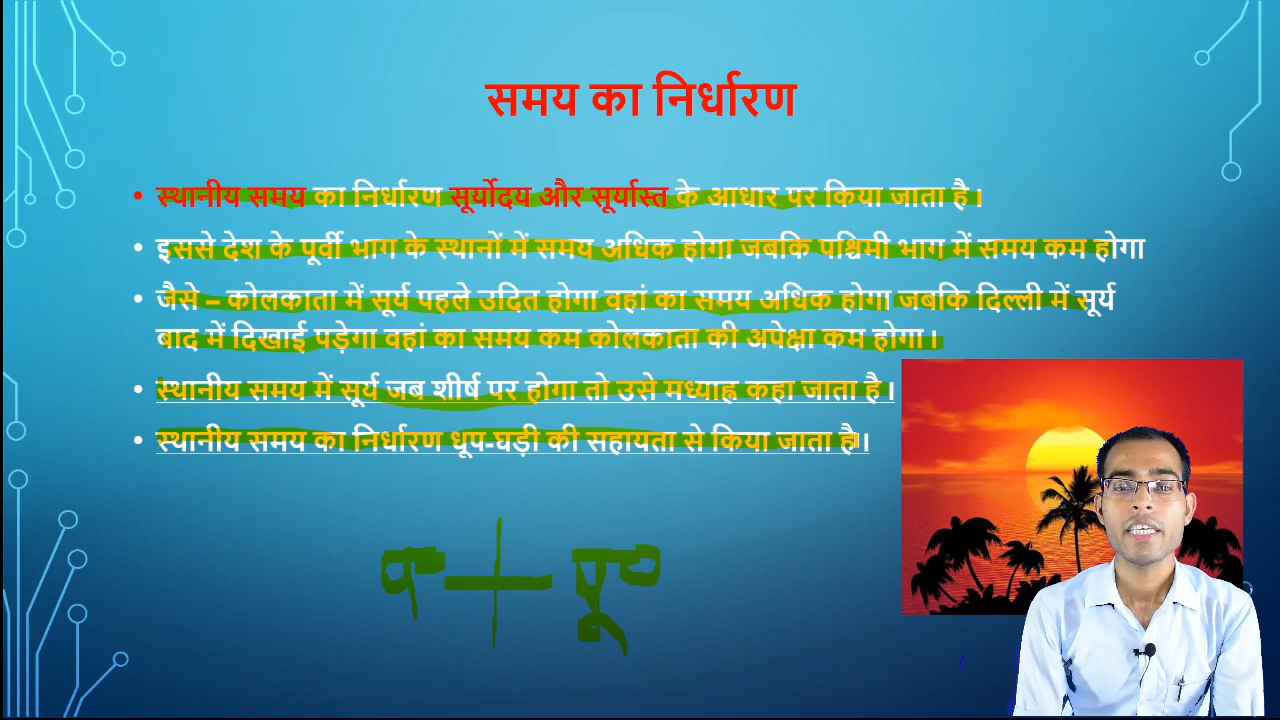 समय का निर्धारण
• स्थानीय समय का निर्धारण सूर्योदय और सूर्यास्त के आधार पर किया जाता है ।
• इससे देश के पूर्वी भाग के स्थानों में समय अधिक होगा जबकि पश्चिमी भाग में समय कम होगा
• जैसे – कोलकाता में सूर्य पहले उदित होगा वहां का समय अधिक होगा जबकि दिल्ली में सूर्य
बाद में दिखाई पड़ेगा वहां का समय कम कोलकाता की अपेक्षा कम होगा ।
• स्थानीय समय में सूर्य जब शीर्ष पर होगा तो उसे मध्याह्न कहा जाता है ।
• स्थानीय समय का निर्धारण धूप-घड़ी की सहायता से किया जाता है।
प० पू०